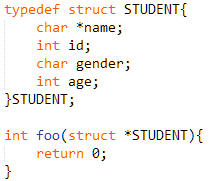 typedef struct STUDENT{
    char *name;
    int id;
    char gender;
    int age;
}STUDENT;

int foo(struct *STUDENT){
    return 0;
}